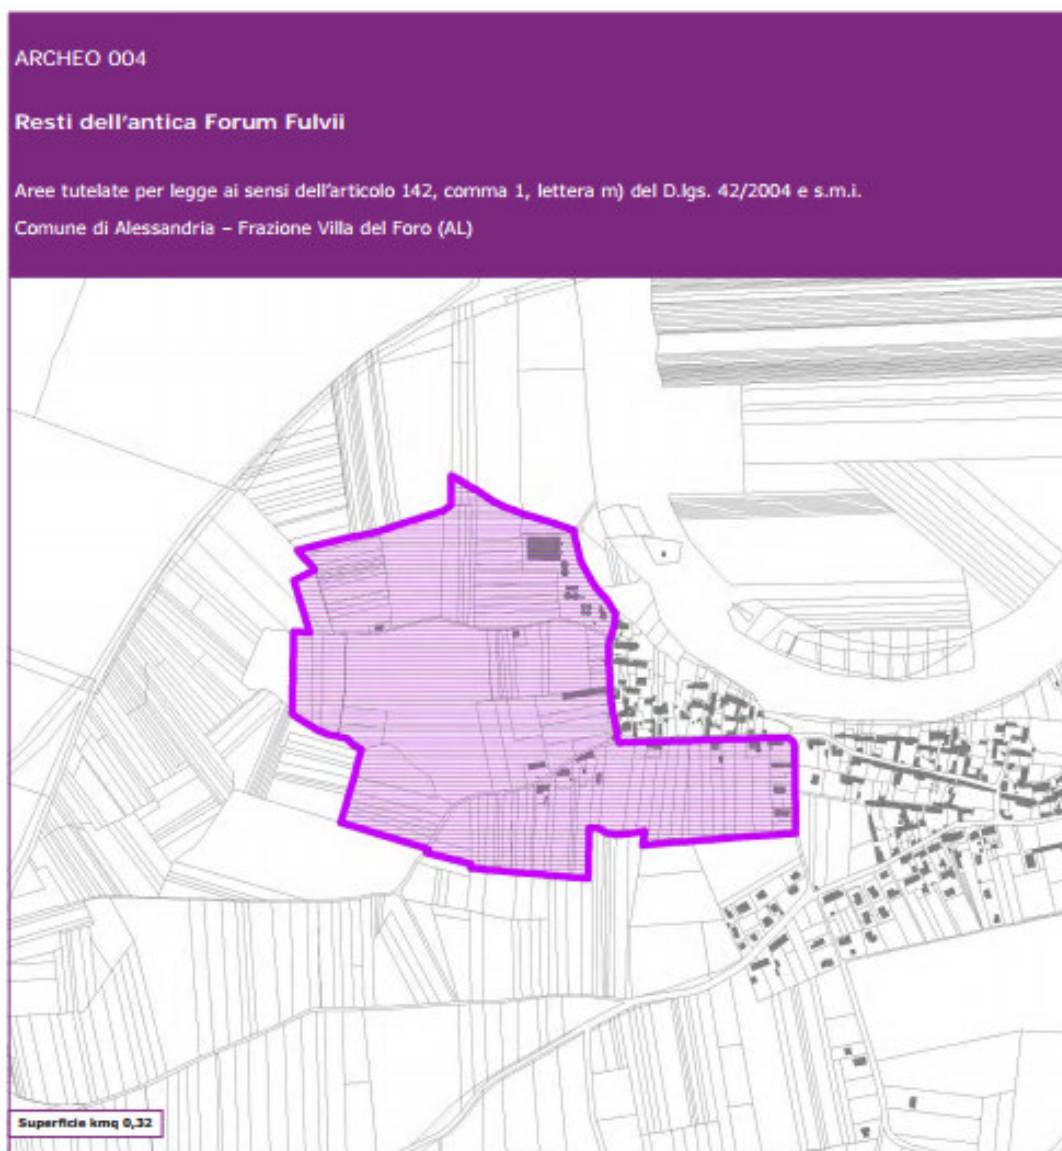 ARCHEO 004
Resti dell'antica Forum Fulvii
Aree tutelate per legge ai sensi dell'articolo 142, comma 1, lettera m) del D.lgs. 42/2004 e s.m.i.
Comune di Alessandria – Frazione Villa del Foro (AL)
Superficie kmq 0,32